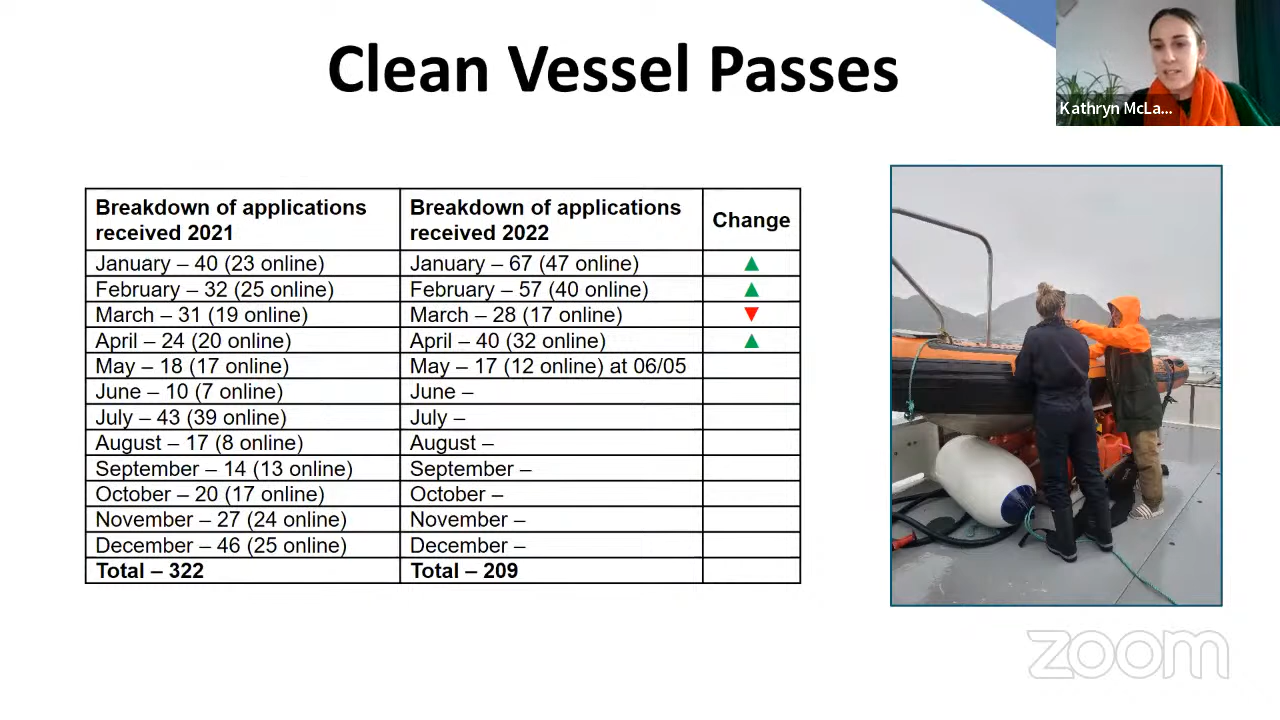 Clean Vessel Passes
Kathryn McLa...
Breakdown of applications
received 2021
Breakdown of applications
received 2022
Change
January – 40 (23 online)
January – 67 (47 online)
February – 32 (25 online)
February – 57 (40 online)
March – 31 (19 online)
March – 28 (17 online)
April – 24 (20 online)
April – 40 (32 online)
May – 18 (17 online)
May – 17 (12 online) at 06/05
June – 10 (7 online)
June –
July – 43 (39 online)
July –
August – 17 (8 online)
August –
September – 14 (13 online)
September –
October – 20 (17 online)
October –
November – 27 (24 online)
November –
December – 46 (25 online)
December –
Total – 322
Total – 209
zoom